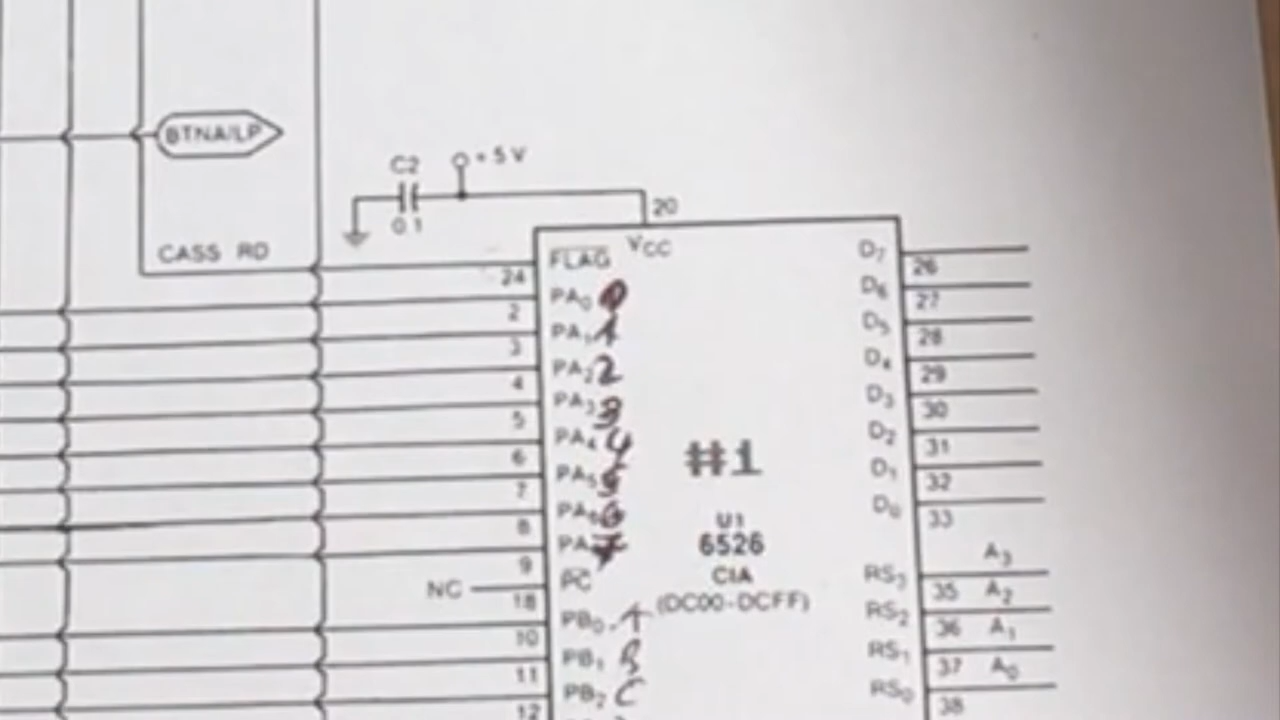 BTNA/LP
C2
+5V
0.1
20
CASS RD
FLAG
VCC
D7
24
26
PA0 0
D6
2
27
PA1 1
D5
3
28
PA2 2
D4
4
29
PA3 3
D3
5
30
PA4 4
D2
6
31
#1
PA5 5
D1
7
32
PA6 6
D0
8
33
U1
PA7 7
6526
9
A3
NC
PC
CIA
RS3
18
35
A2
(DC00-DCFF)
PB0 A
RS2
10
36
A1
PB1 B
RS1
11
37
A0
PB2 C
RS0
12
38